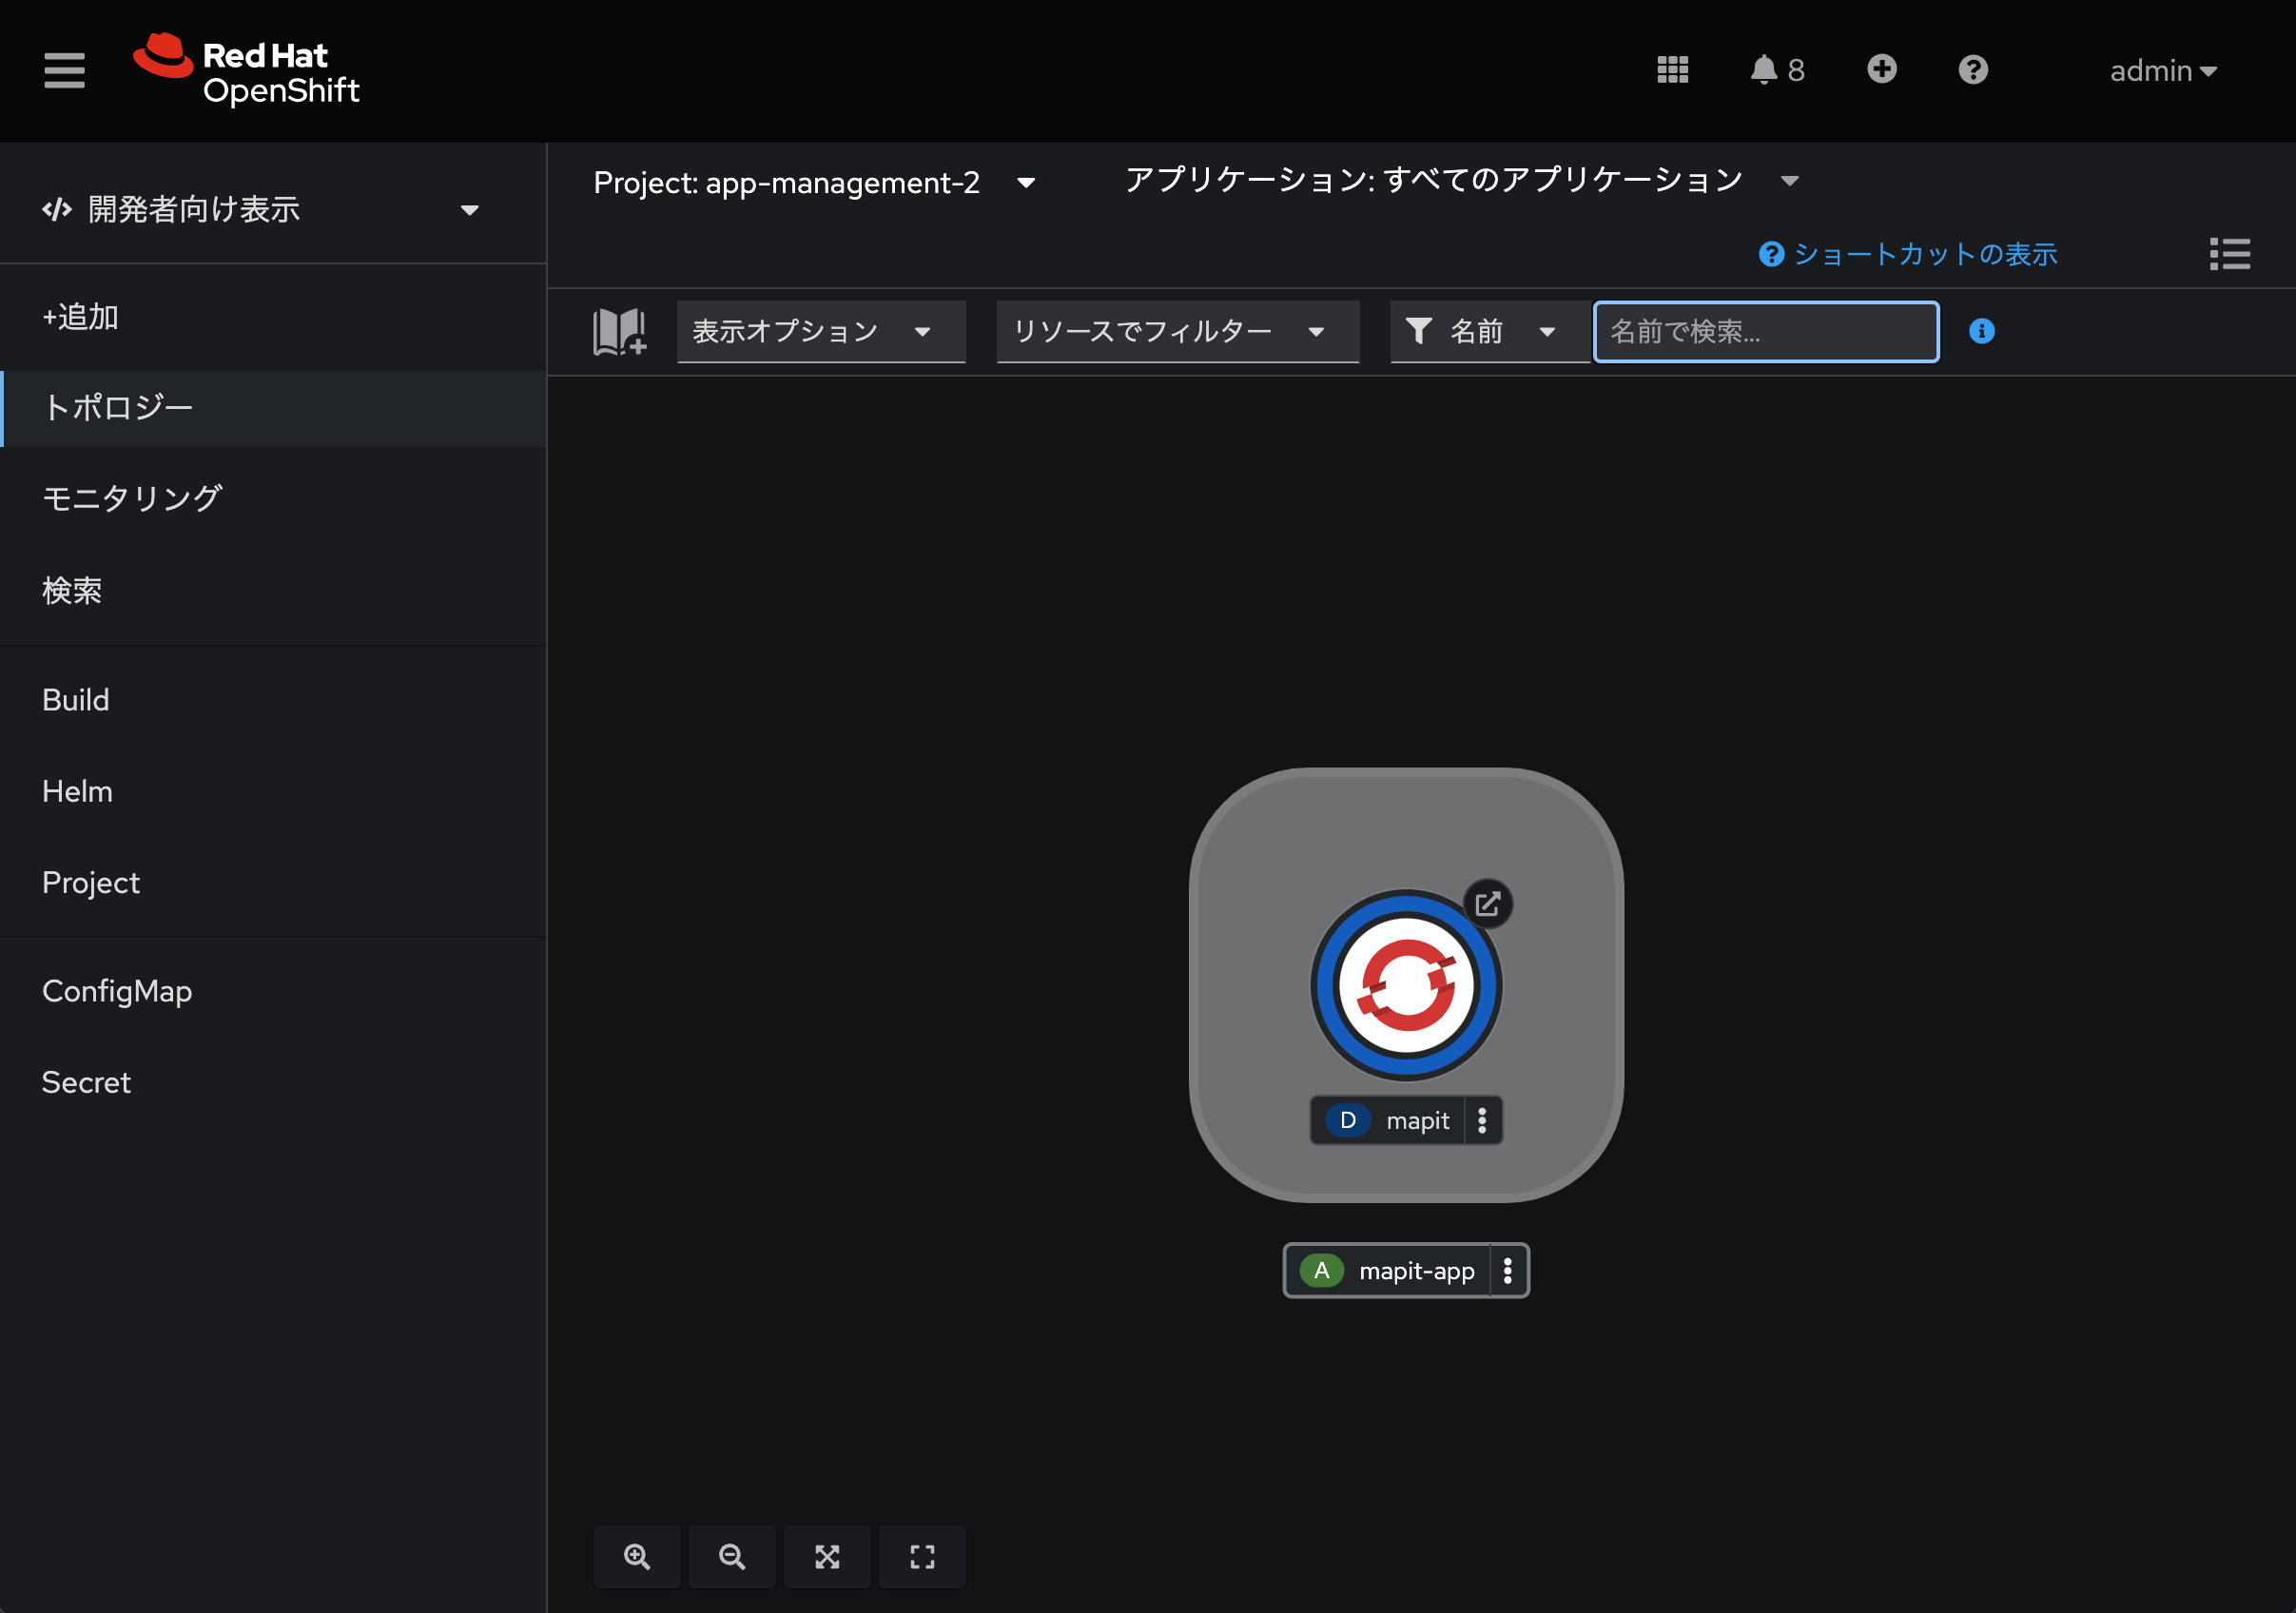 Red Hat
OpenShift
8
admin
開発者向け表示
+追加
トポロジー
モニタリング
検索
Build
Helm
Project
ConfigMap
Secret
Project: app-management-2
アプリケーション: すべてのアプリケーション
ショートカットの表示
表示オプション
リソースでフィルター
名前
名前で検索...
D mapit
A mapit-app